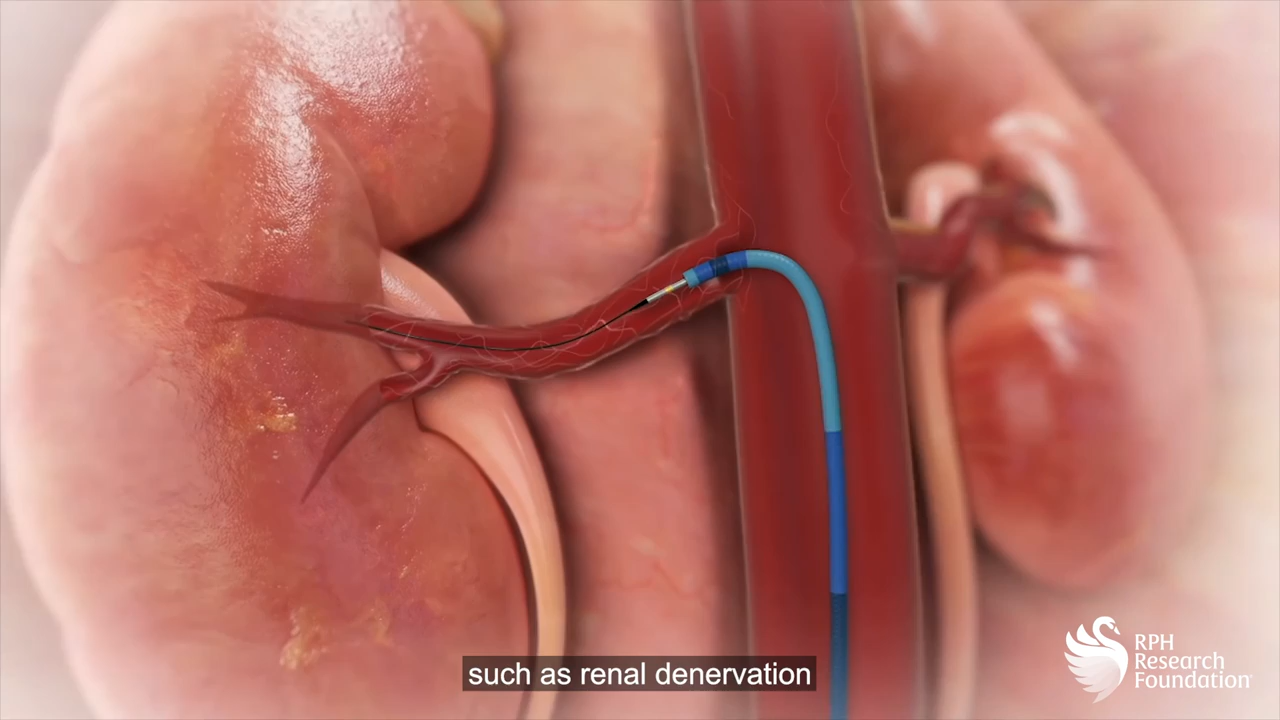 such as renal denervation
RPH
Research
Foundation